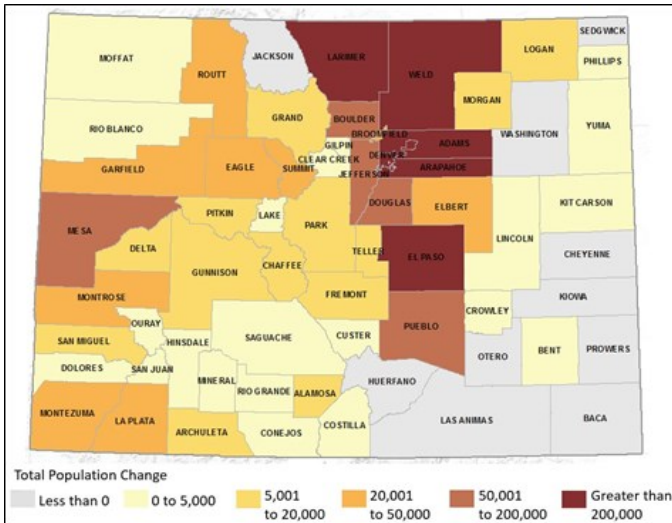 SEDGWICK
JACKSON
LARIMER
LOGAN
MOFFAT
WELD
PHILLIPS
ROUTT
MORGAN
GRAND
BOULDER
YUMA
RIO BLANCO
BROOMFIELD
WASHINGTON
GILPIN
ADAMS
CLEAR CREEK
DENVER
GARFIELD
EAGLE
SUMMIT
ARAPAHOE
JEFFERSON
MESA
PITKIN
LAKE
PARK
DOUGLAS
ELBERT
KIT CARSON
LINCOLN
DELTA
TELLER
EL PASO
CHEYENNE
GUNNISON
CHAFFEE
FREMONT
MONTROSE
KIOWA
OURAY
CROWLEY
SAN MIGUEL
HINSDALE
SAGUACHE
CUSTER
PUEBLO
OTERO
BENT
PROWERS
DOLORES
SAN JUAN
MINERAL
RIO GRANDE
ALAMOSA
HUERFANO
MONTEZUMA
LA PLATA
ARCHULETA
CONEJOS
COSTILLA
LAS ANIMAS
BACA
Total Population Change
Less than 0
0 to 5,000
5,001
to 20,000
20,001
to 50,000
50,001
to 200,000
Greater than
200,000